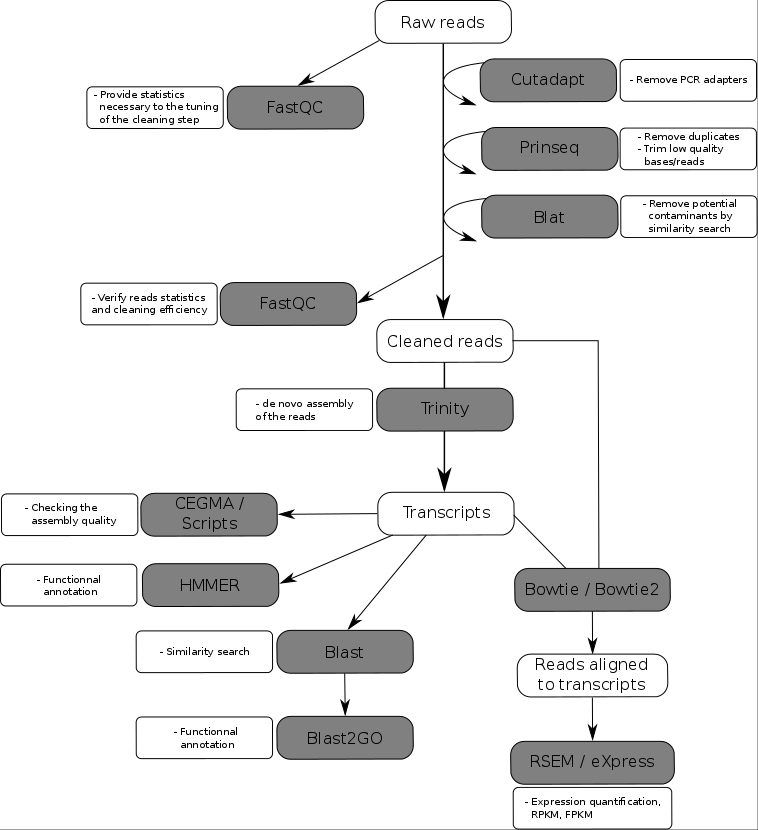 Raw reads
Cutadapt
- Remove PCR adapters
- Provide statistics
necessary to the tuning
of the cleaning step
FastQC
Prinseq
- Remove duplicates
- Trim low quality
bases/reads
Blat
- Remove potential
contaminants by
similarity search
- Verify reads statistics
and cleaning efficiency
FastQC
Cleaned reads
- de novo assembly
of the reads
Trinity
- Checking the
assembly quality
CEGMA /
Scripts
Transcripts
- Functionnal
annotation
HMMER
Bowtie / Bowtie2
- Similarity search
Blast
Reads aligned
to transcripts
- Functionnal
annotation
Blast2GO
RSEM / eXpress
- Expression quantification,
RPKM, FPKM